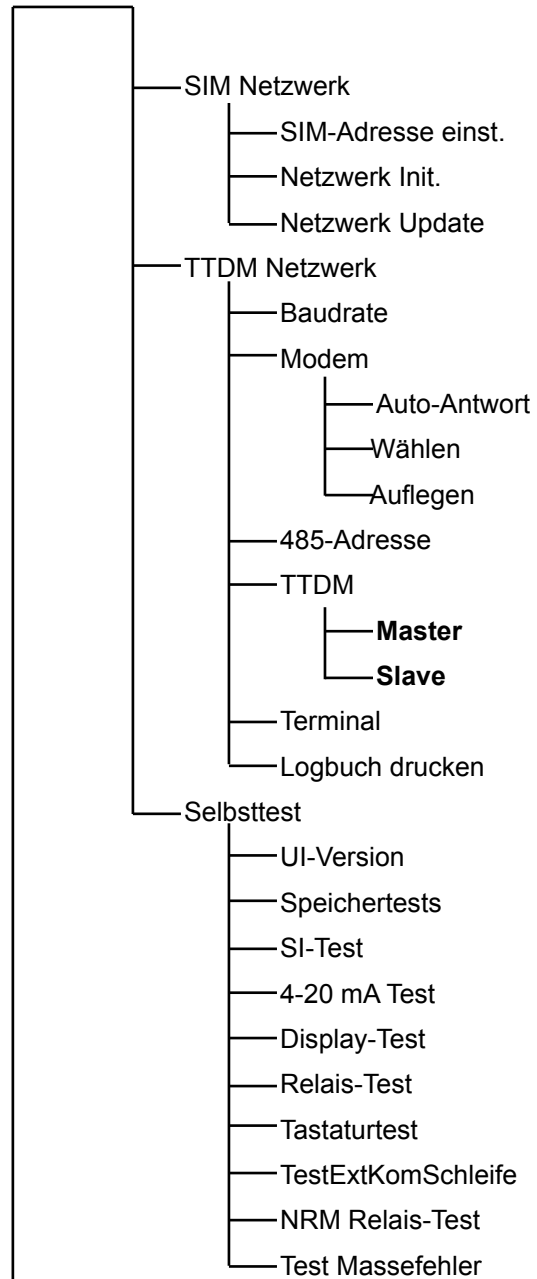 SIM Netzwerk
SIM-Adresse einst.
Netzwerk Init.
Netzwerk Update
TTDM Netzwerk
Baudrate
Modem
Auto-Antwort
Wählen
Auflegen
485-Adresse
TTDM
Master
Slave
Terminal
Logbuch drucken
Selbsttest
UI-Version
Speichertests
SI-Test
4-20 mA Test
Display-Test
Relais-Test
Tastaturtest
TestExtKomSchleife
NRM Relais-Test
Test Massefehler